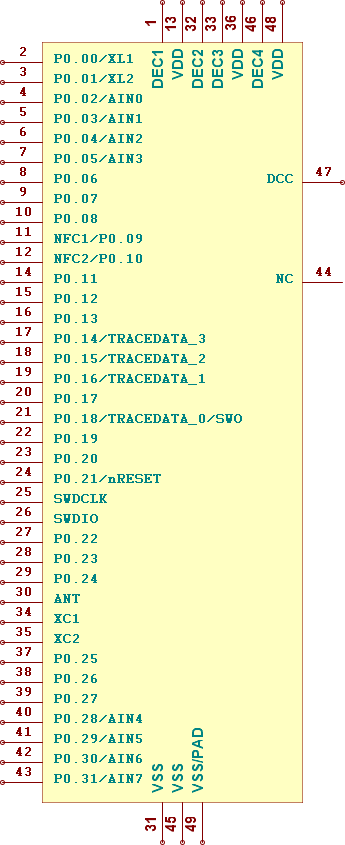 1 13 32 33 36 46 48
DEC1 VDD DEC2 DEC3 VDD DEC4 VDD
2 P0.00/XL1
3 P0.01/XL2
4 P0.02/AIN0
5 P0.03/AIN1
6 P0.04/AIN2
7 P0.05/AIN3
8 P0.06 DCC 47
9 P0.07
10 P0.08
11 NFC1/P0.09
12 NFC2/P0.10
14 P0.11 NC 44
15 P0.12
16 P0.13
17 P0.14/TRACEDATA_3
18 P0.15/TRACEDATA_2
19 P0.16/TRACEDATA_1
20 P0.17
21 P0.18/TRACEDATA_0/SWO
22 P0.19
23 P0.20
24 P0.21/nRESET
25 SWDCLK
26 SWDIO
27 P0.22
28 P0.23
29 P0.24
30 ANT
34 XC1
35 XC2
37 P0.25
38 P0.26
39 P0.27
40 P0.28/AIN4
41 P0.29/AIN5
42 P0.30/AIN6
43 P0.31/AIN7
VSS VSS VSS/PAD
31 45 49